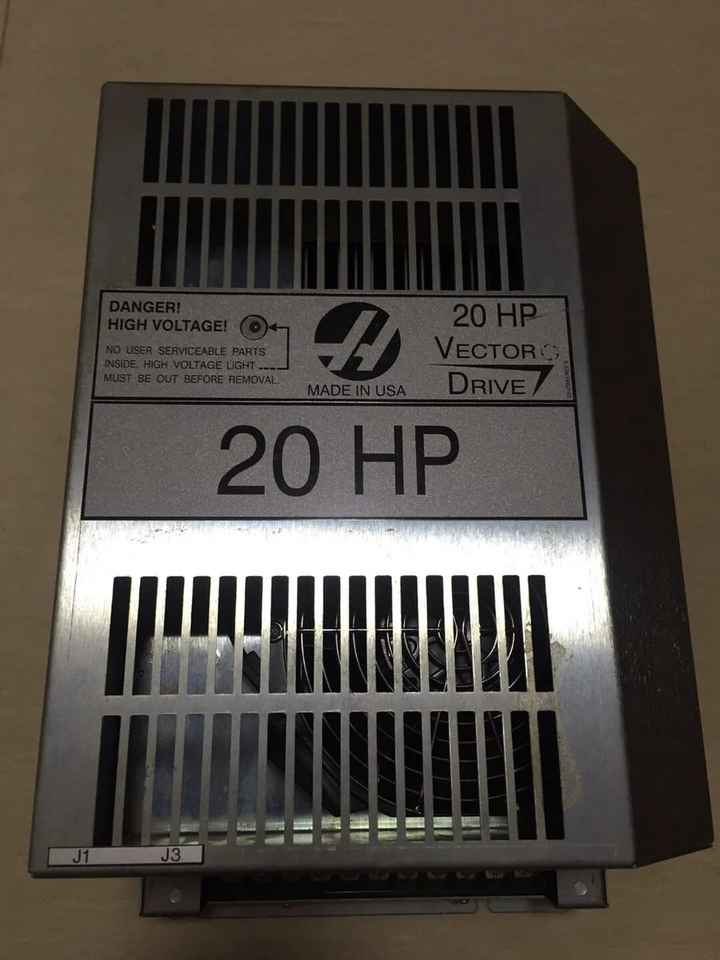 DANGER!
HIGH VOLTAGE!
NO USER SERVICEABLE PARTS
INSIDE. HIGH VOLTAGE LIGHT
MUST BE OUT BEFORE REMOVAL.
MADE IN USA
20 HP
VECTOR
DRIVE
20 HP
J1 J3